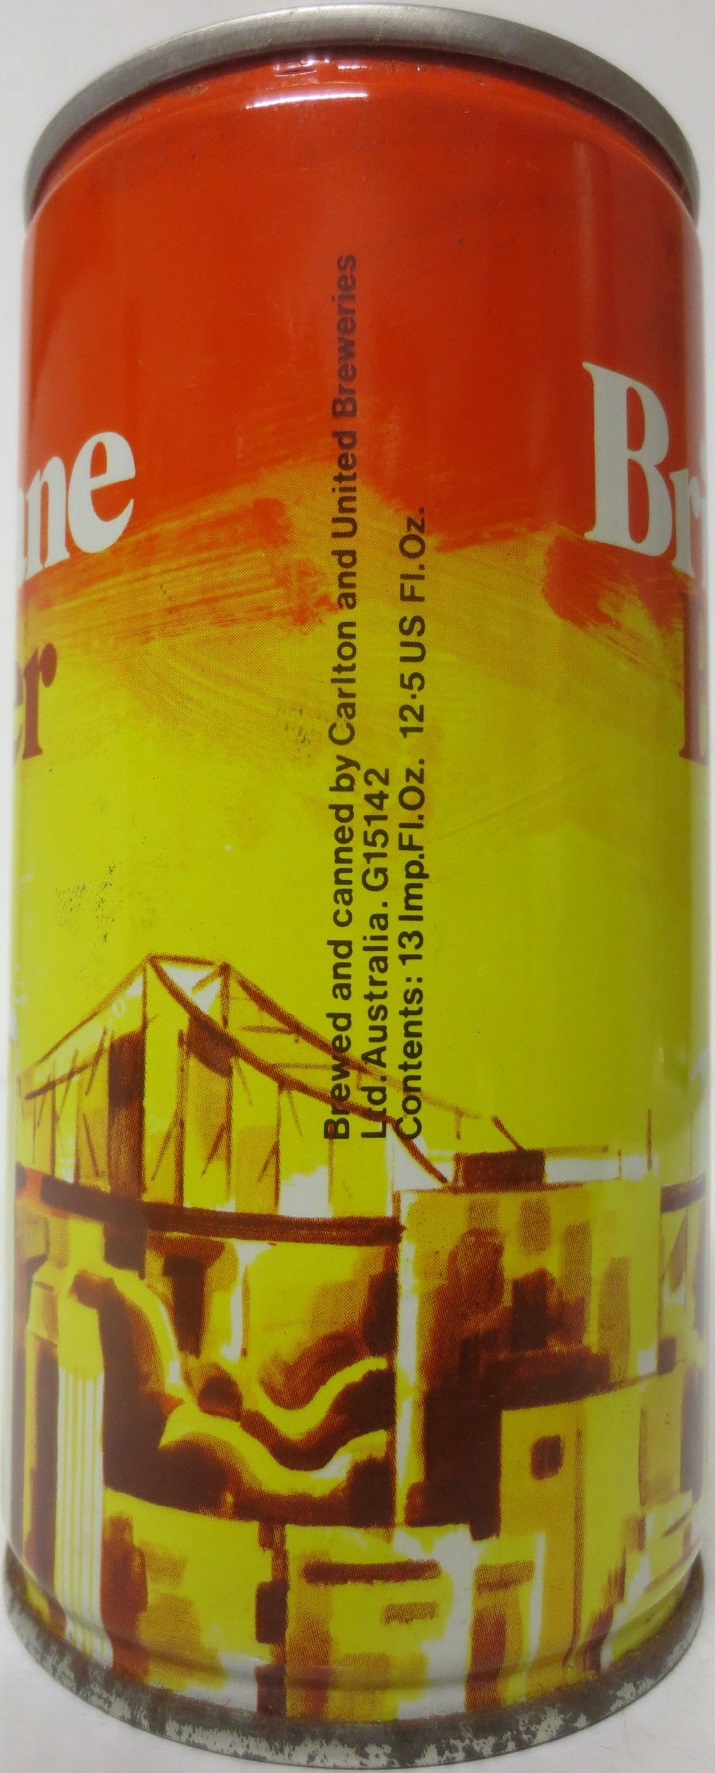 Brewed and canned by Carlton and United Breweries
Ltd. Australia. G15142
Contents: 13 Imp.Fl.Oz. 12·5 US Fl.Oz.